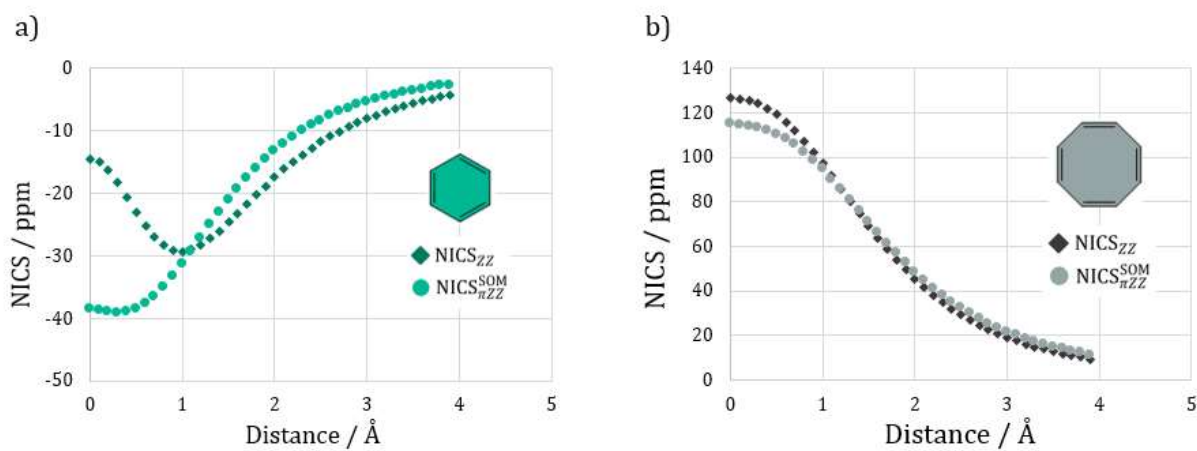 a)
0
-10
-20
-30
-40
-50
NICS / ppm
0 1 2 3 4 5
Distance / Å
NICS_ZZ
NICS^SOM_πZZ
b)
140
120
100
80
60
40
20
0
NICS / ppm
0 1 2 3 4 5
Distance / Å
NICS_ZZ
NICS^SOM_πZZ